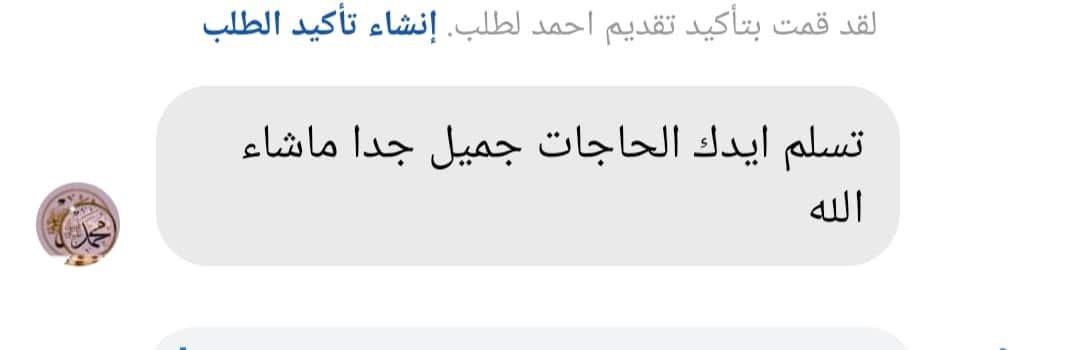 لقد قمت بتأكيد تقديم احمد لطلب. إنشاء تأكيد الطلب
تسلم ايدك الحاجات جميل جدا ماشاء
الله
محمد